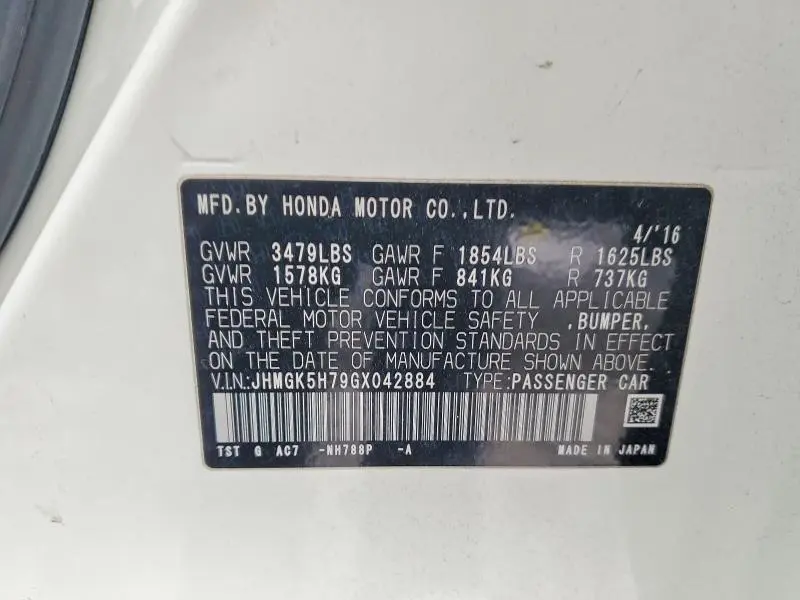 MFD.BY HONDA MOTOR CO.,LTD.
4/'16
GVWR 3479LBS GAWR F 1854LBS R 1625LBS
GVWR 1578KG GAWR F 841KG R 737KG
THIS VEHICLE CONFORMS TO ALL APPLICABLE
FEDERAL MOTOR VEHICLE SAFETY ,BUMPER,
AND THEFT PREVENTION STANDARDS IN EFFECT
ON THE DATE OF MANUFACTURE SHOWN ABOVE.
V.I.N.:JHMGK5H79GX042884 TYPE:PASSENGER CAR
TST G AC7 -NH788P -A MADE IN JAPAN